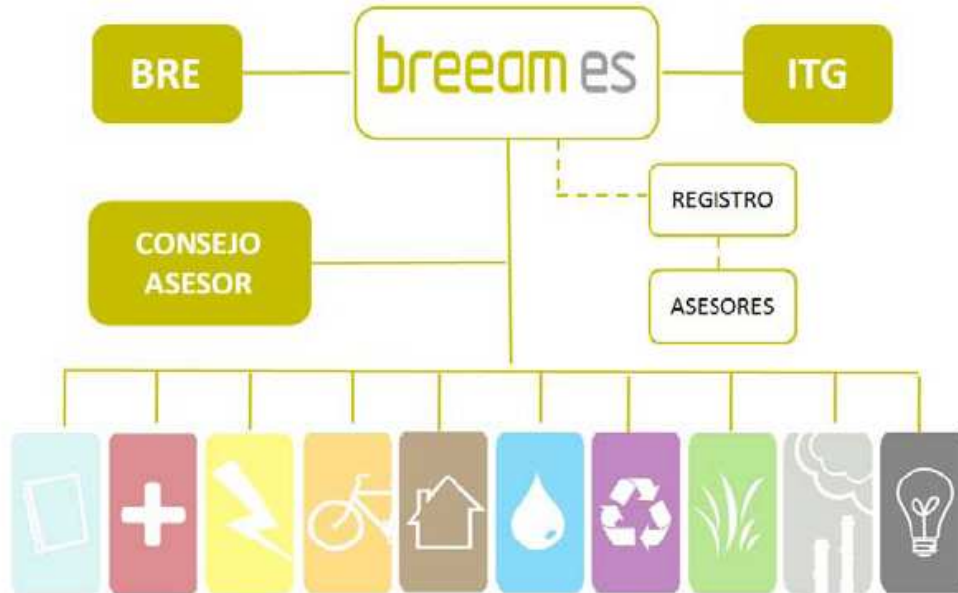 BRE
breeam es
ITG
REGISTRO
CONSEJO
ASESOR
ASESORES